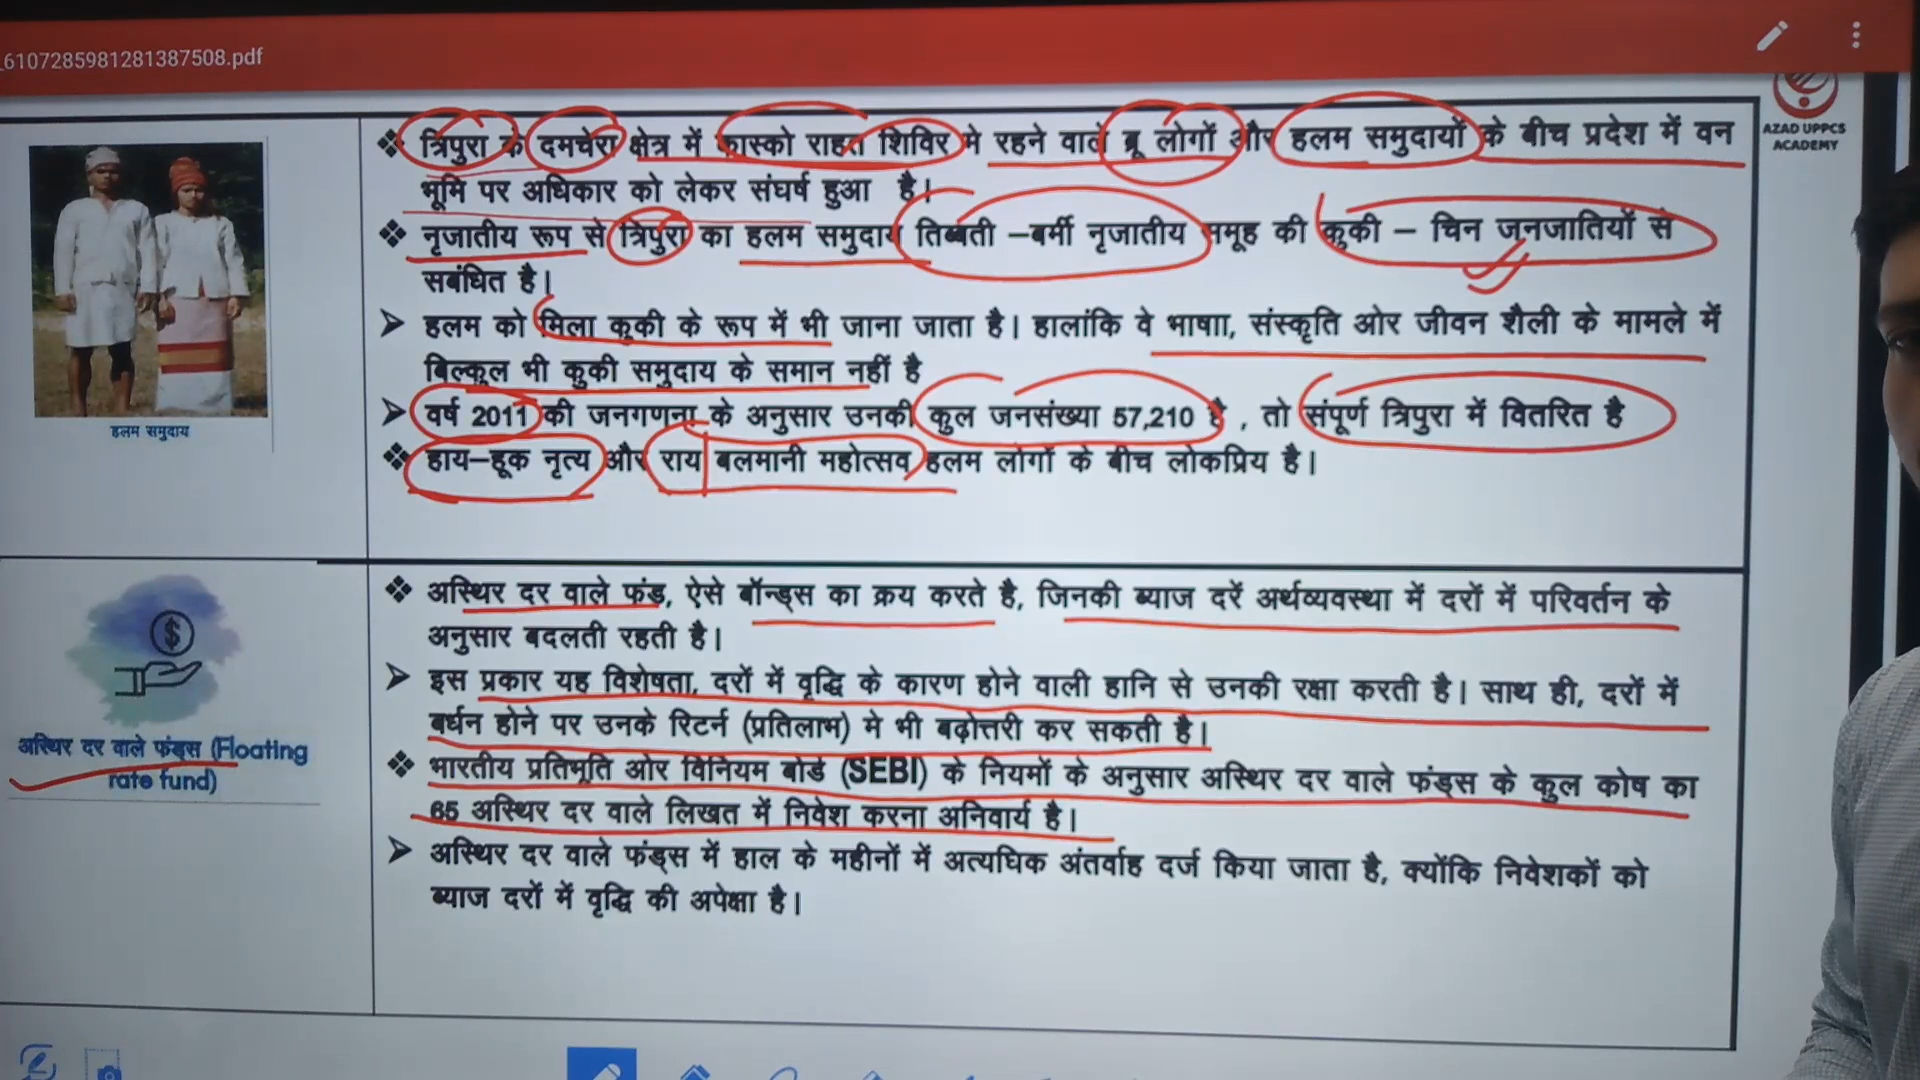 _6107285981281387508.pdf
AZAD UPPCS
ACADEMY
❖ त्रिपुरा के दमचेरा क्षेत्र में कास्को राहत शिविर मे रहने वाले ब्रू लोगों और हलम समुदायों के बीच प्रदेश में वन
भूमि पर अधिकार को लेकर संघर्ष हुआ है।
❖ नृजातीय रूप से त्रिपुरा का हलम समुदाय तिब्बती –बर्मी नृजातीय समूह की कुकी – चिन जनजातियों से
सबंधित है।
➢ हलम को मिला कुकी के रूप में भी जाना जाता है। हालांकि वे भाषाा, संस्कृति ओर जीवन शैली के मामले में
बिल्कुल भी कुकी समुदाय के समान नहीं है
➢ वर्ष 2011 की जनगणना के अनुसार उनकी कुल जनसंख्या 57,210 है , तो संपूर्ण त्रिपुरा में वितरित है
❖ हाय–हूक नृत्य और राय बलमानी महोत्सव हलम लोगों के बीच लोकप्रिय है।
हलम समुदाय
❖ अस्थिर दर वाले फंड, ऐसे बॉन्ड्स का क्रय करते है, जिनकी ब्याज दरें अर्थव्यवस्था में दरों में परिवर्तन के
अनुसार बदलती रहती है।
➢ इस प्रकार यह विशेषता, दरों में वृद्धि के कारण होने वाली हानि से उनकी रक्षा करती है। साथ ही, दरों में
बर्धन होने पर उनके रिटर्न (प्रतिलाभ) मे भी बढ़ोत्तरी कर सकती है।
❖ भारतीय प्रतिभूति ओर विनियम बोर्ड (SEBI) के नियमों के अनुसार अस्थिर दर वाले फंड्स के कुल कोष का
65 अस्थिर दर वाले लिखत में निवेश करना अनिवार्य है।
➢ अस्थिर दर वाले फंड्स में हाल के महीनों में अत्यधिक अंतर्वाह दर्ज किया जाता है, क्योंकि निवेशकों को
ब्याज दरों में वृद्धि की अपेक्षा है।
$
अस्थिर दर वाले फंड्स (Floating
rate fund)